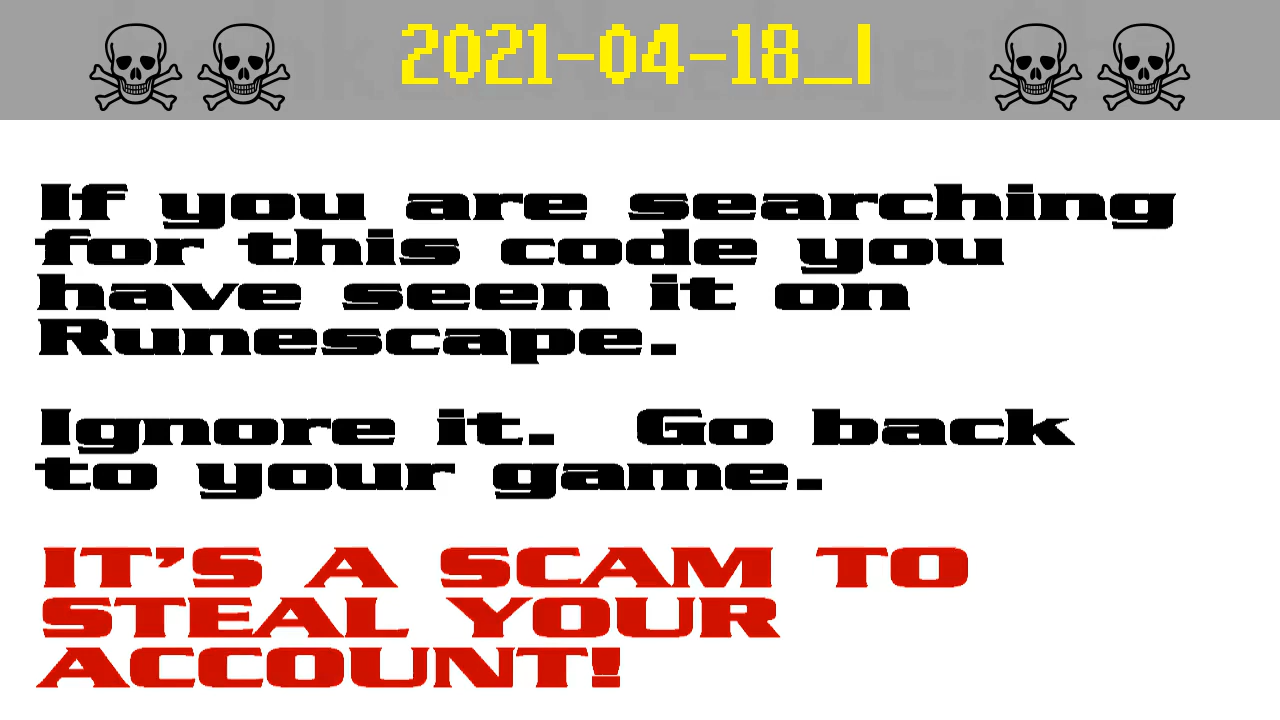 2021-04-18_I
If you are searching
for this code you
have seen it on
Runescape.
Ignore it. Go back
to your game.
IT'S A SCAM TO
STEAL YOUR
ACCOUNT!